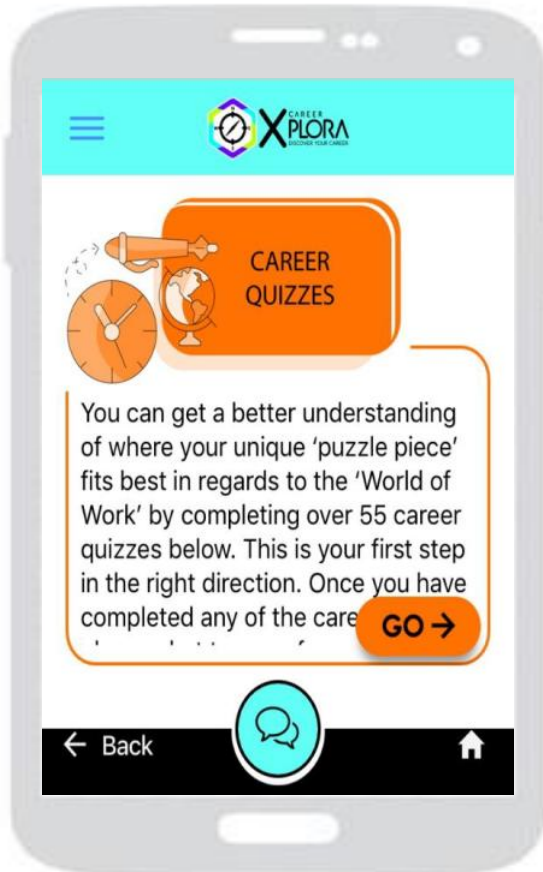 CAREER
XPLORA
DISCOVER YOUR CAREER
CAREER
QUIZZES
You can get a better understanding
of where your unique ‘puzzle piece’
fits best in regards to the ‘World of
Work’ by completing over 55 career
quizzes below. This is your first step
in the right direction. Once you have
completed any of the care
GO →
← Back